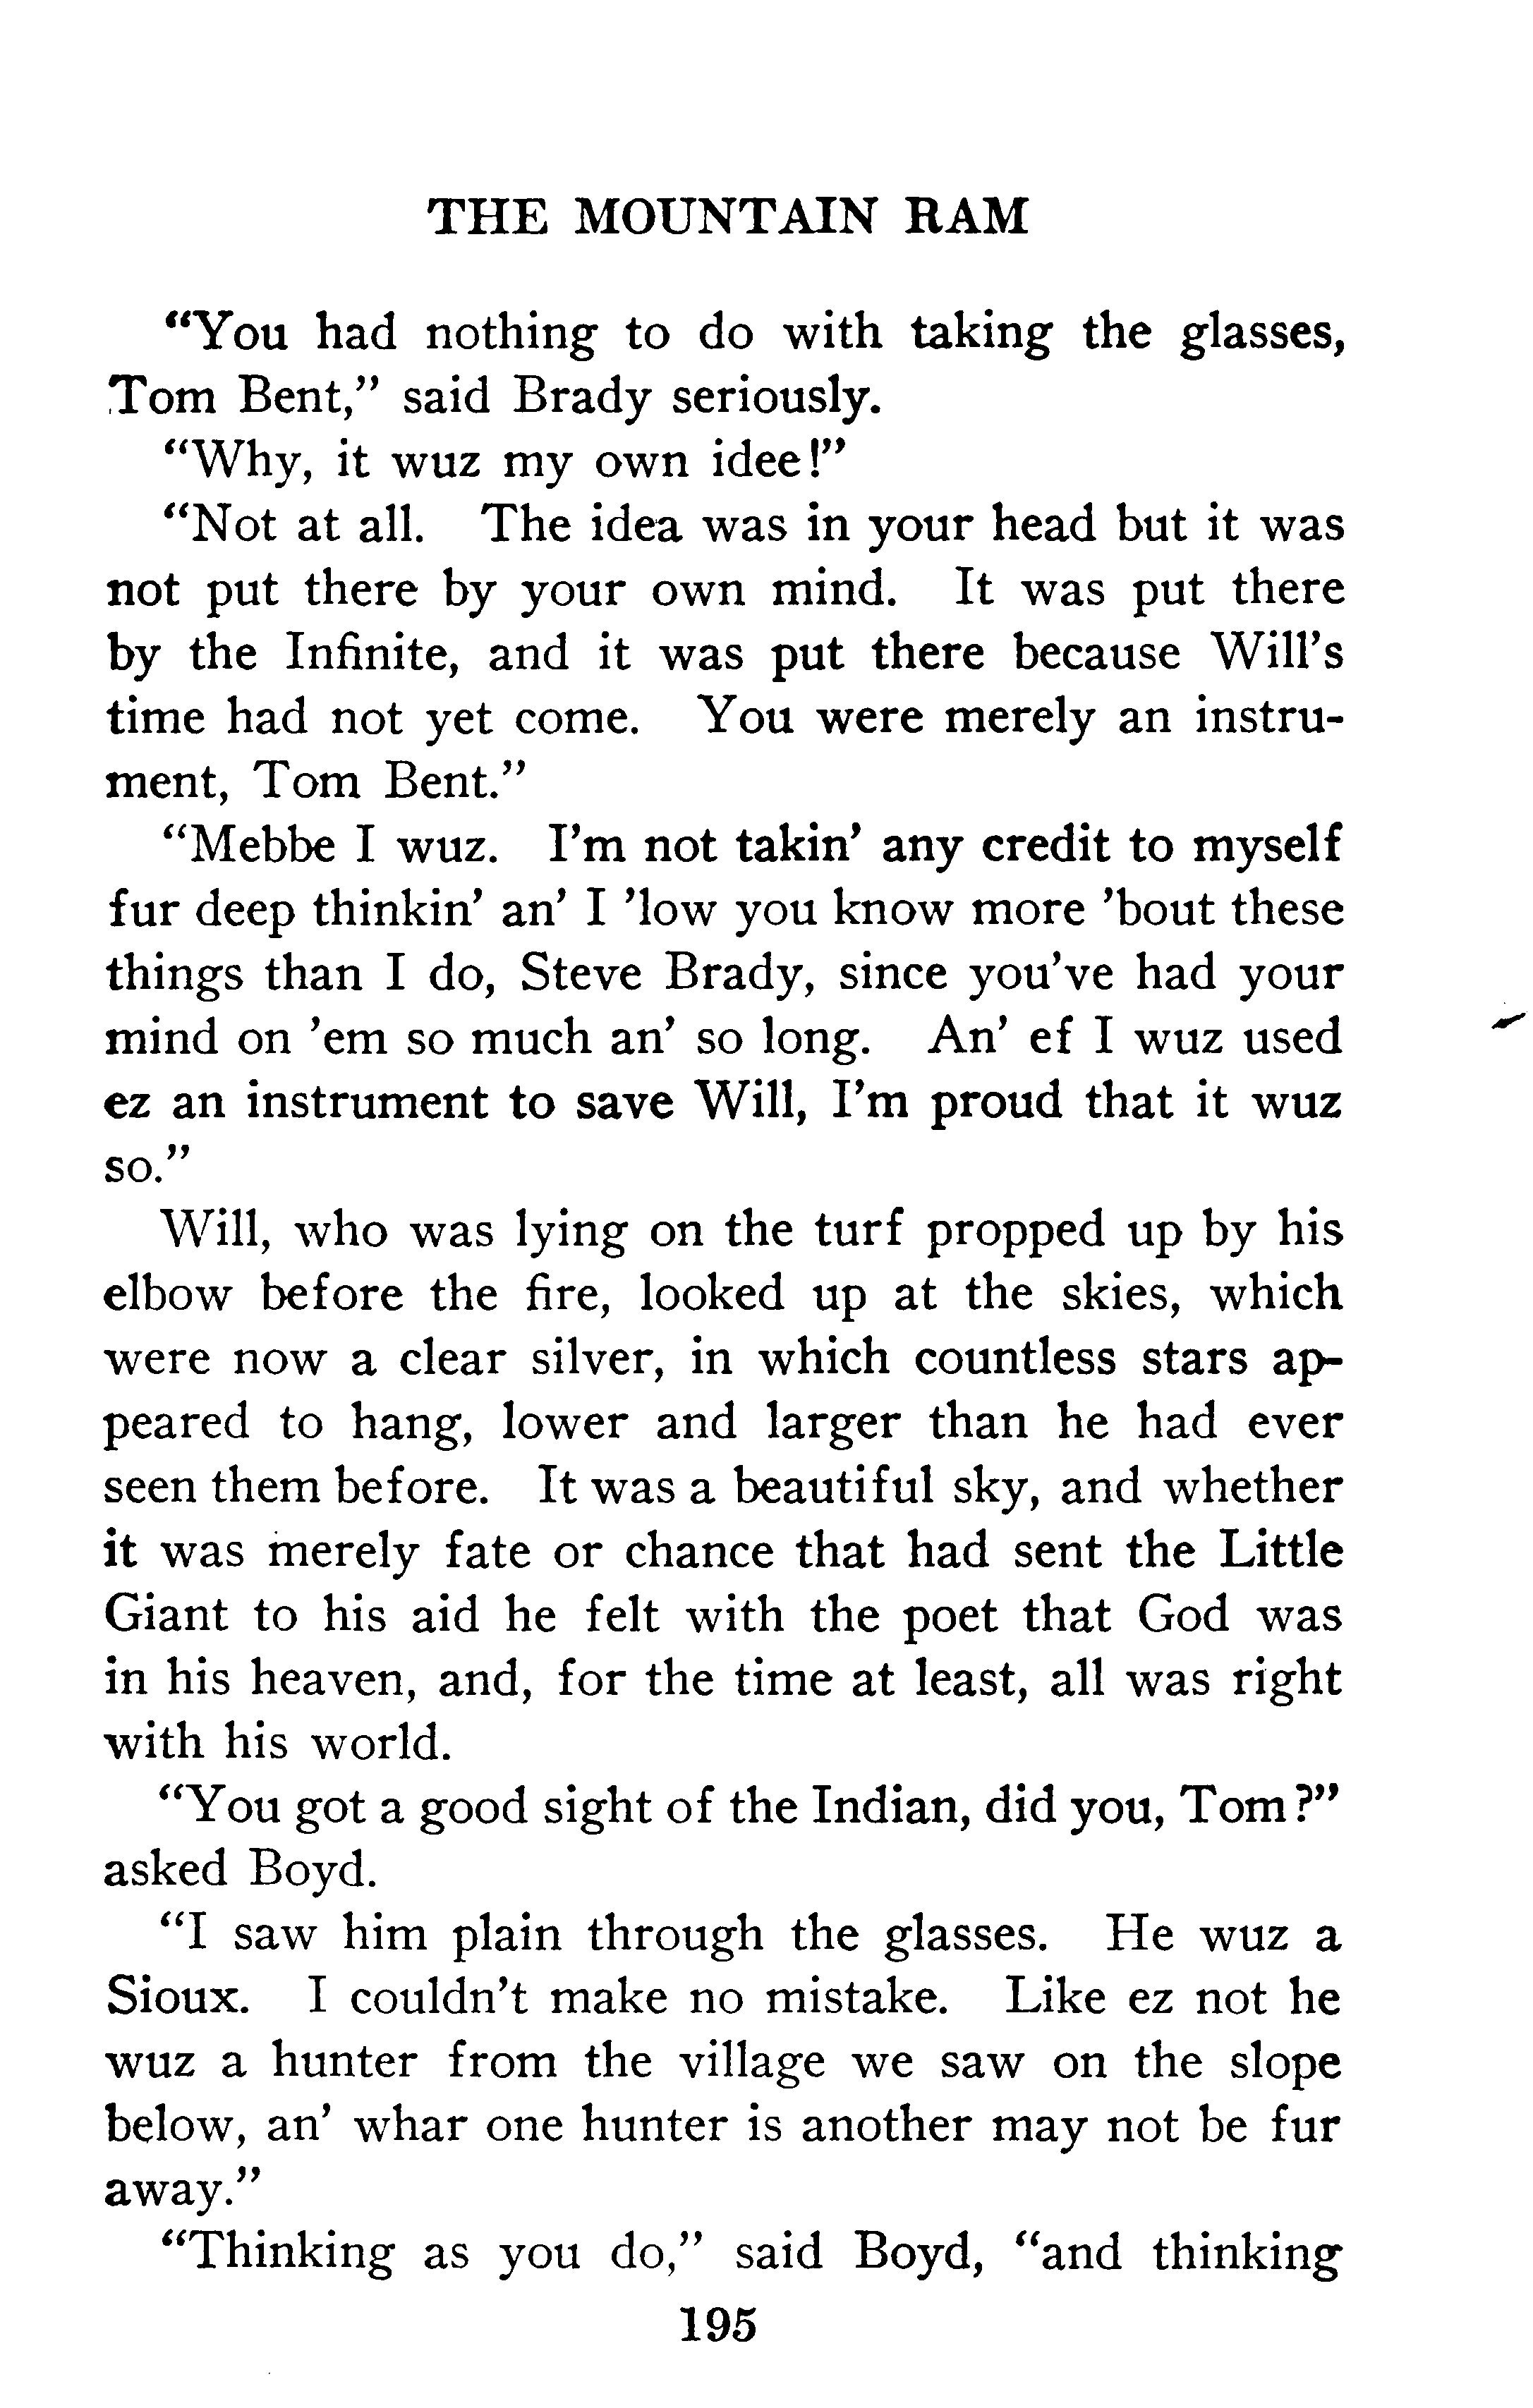 THE MOUNTAIN RAM
“You had nothing to do with taking the glasses,
Tom Bent,” said Brady seriously.
“Why, it wuz my own idee!”
“Not at all. The idea was in your head but it was
not put there by your own mind. It was put there
by the Infinite, and it was put there because Will’s
time had not yet come. You were merely an instru-
ment, Tom Bent.”
“Mebbe I wuz. I’m not takin’ any credit to myself
fur deep thinkin’ an’ I ’low you know more ’bout these
things than I do, Steve Brady, since you’ve had your
mind on ’em so much an’ so long. An’ ef I wuz used
ez an instrument to save Will, I’m proud that it wuz
so.”
Will, who was lying on the turf propped up by his
elbow before the fire, looked up at the skies, which
were now a clear silver, in which countless stars ap-
peared to hang, lower and larger than he had ever
seen them before. It was a beautiful sky, and whether
it was merely fate or chance that had sent the Little
Giant to his aid he felt with the poet that God was
in his heaven, and, for the time at least, all was right
with his world.
“You got a good sight of the Indian, did you, Tom?”
asked Boyd.
“I saw him plain through the glasses. He wuz a
Sioux. I couldn’t make no mistake. Like ez not he
wuz a hunter from the village we saw on the slope
below, an’ whar one hunter is another may not be fur
away.”
“Thinking as you do,” said Boyd, “and thinking
195